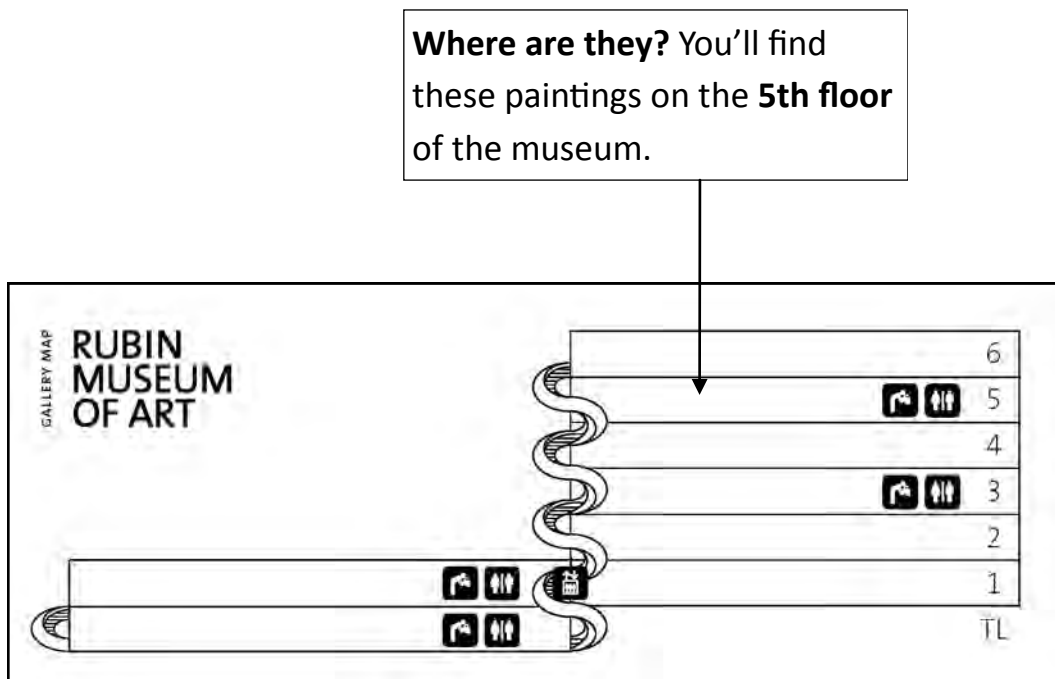 Where are they? You’ll find
these paintings on the 5th floor
of the museum.
GALLERY MAP
RUBIN
MUSEUM
OF ART
6
5
4
3
2
1
TL